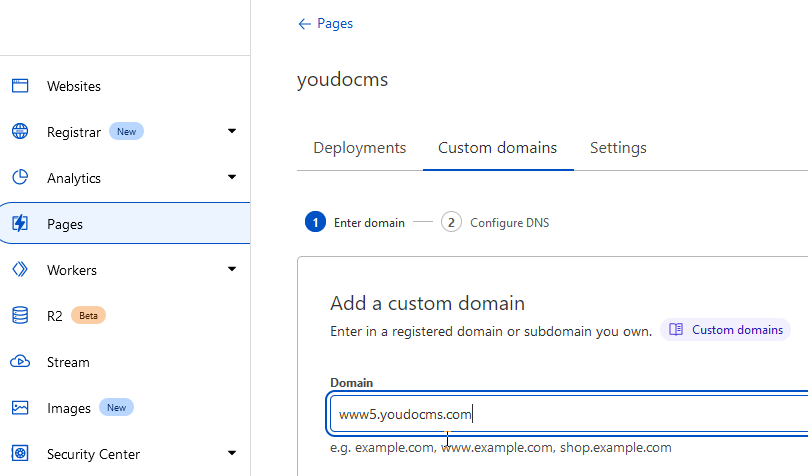 Pages
youdocms
Websites
Registrar New
Analytics
Pages
Workers
R2 Beta
Stream
Images New
Security Center
Deployments Custom domains Settings
1 Enter domain 2 Configure DNS
Add a custom domain
Enter in a registered domain or subdomain you own. Custom domains
Domain
www5.youdocms.com
e.g. example.com, www.example.com, shop.example.com